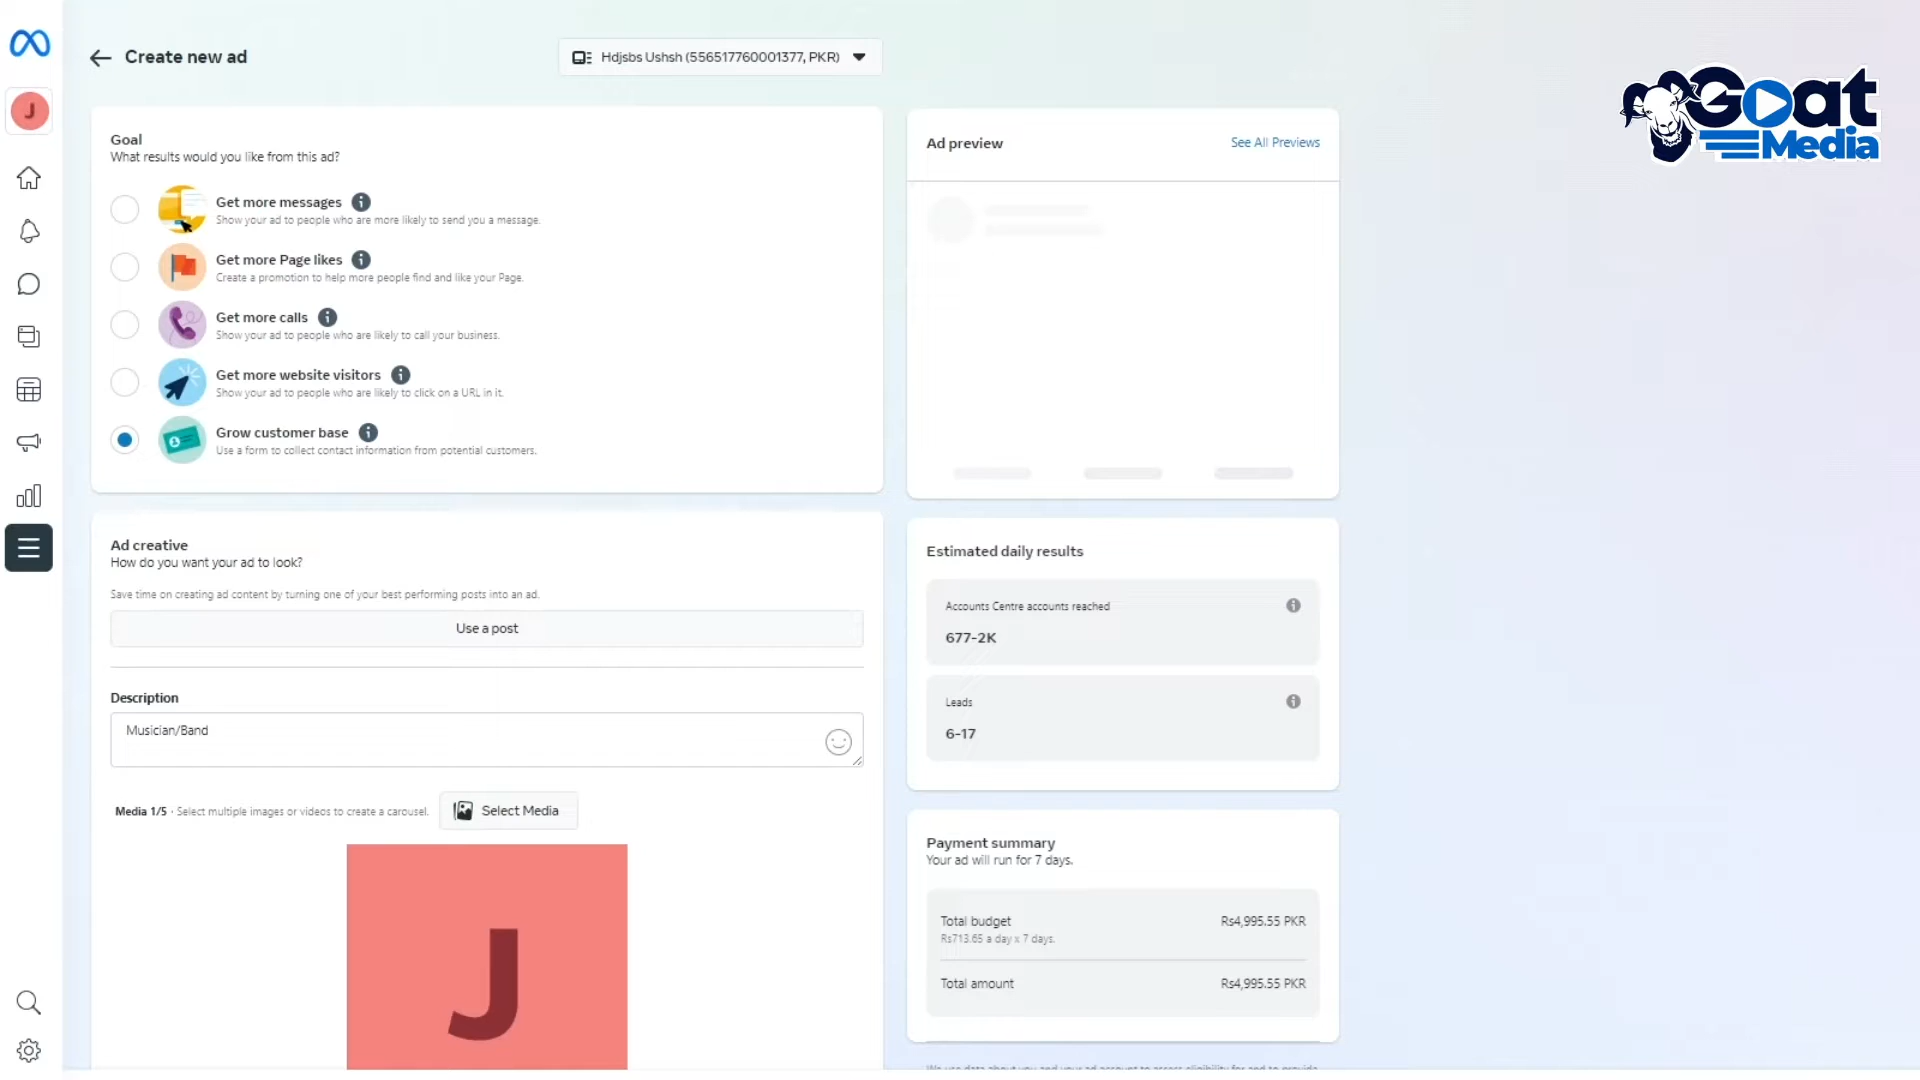 Create new ad
Hdjsbs Ushsh (556517760001377, PKR)
Goat
Media
J
Goal
What results would you like from this ad?
Get more messages
Show your ad to people who are more likely to send you a message.
Get more Page likes
Create a promotion to help more people find and like your Page.
Get more calls
Show your ad to people who are likely to call your business.
Get more website visitors
Show your ad to people who are likely to click on a URL in it.
Grow customer base
Use a form to collect contact information from potential customers.
Ad creative
How do you want your ad to look?
Save time on creating ad content by turning one of your best performing posts into an ad.
Use a post
Description
Musician/Band
Media 1/5 · Select multiple images or videos to create a carousel.
Select Media
J
Ad preview
See All Previews
Estimated daily results
Accounts Centre accounts reached
677-2K
Leads
6-17
Payment summary
Your ad will run for 7 days.
Total budget
Rs4,995.55 PKR
Rs713.65 a day x 7 days.
Total amount
Rs4,995.55 PKR